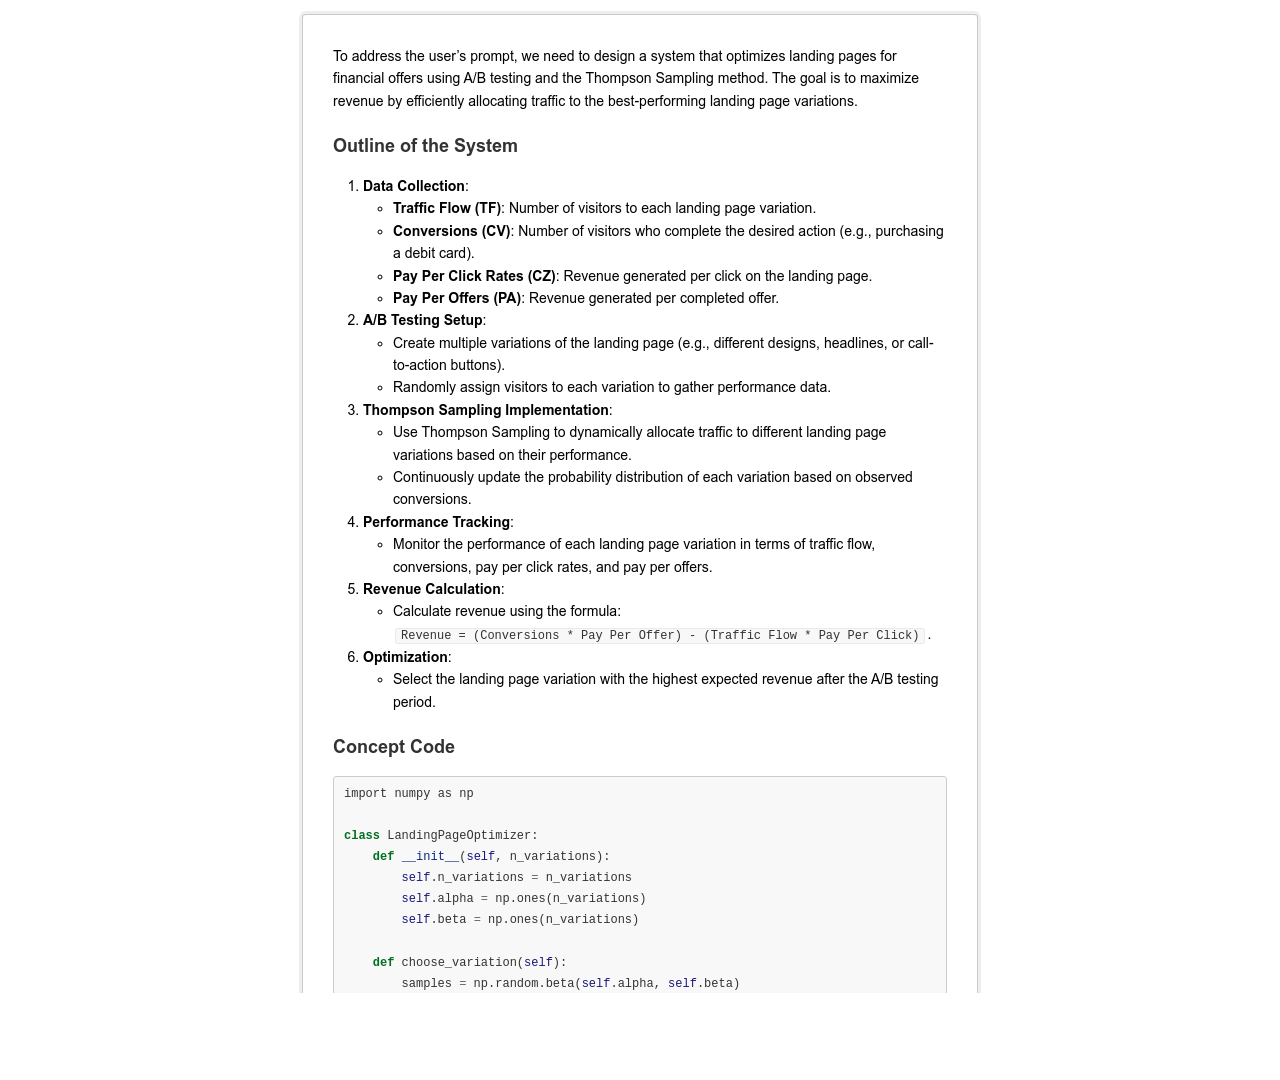 To address the user’s prompt, we need to design a system that optimizes landing pages for
financial offers using A/B testing and the Thompson Sampling method. The goal is to maximize
revenue by efficiently allocating traffic to the best-performing landing page variations.
Outline of the System
1. Data Collection:
◦ Traffic Flow (TF): Number of visitors to each landing page variation.
◦ Conversions (CV): Number of visitors who complete the desired action (e.g., purchasing
a debit card).
◦ Pay Per Click Rates (CZ): Revenue generated per click on the landing page.
◦ Pay Per Offers (PA): Revenue generated per completed offer.
2. A/B Testing Setup:
◦ Create multiple variations of the landing page (e.g., different designs, headlines, or call-
to-action buttons).
◦ Randomly assign visitors to each variation to gather performance data.
3. Thompson Sampling Implementation:
◦ Use Thompson Sampling to dynamically allocate traffic to different landing page
variations based on their performance.
◦ Continuously update the probability distribution of each variation based on observed
conversions.
4. Performance Tracking:
◦ Monitor the performance of each landing page variation in terms of traffic flow,
conversions, pay per click rates, and pay per offers.
5. Revenue Calculation:
◦ Calculate revenue using the formula:
Revenue = (Conversions * Pay Per Offer) - (Traffic Flow * Pay Per Click) .
6. Optimization:
◦ Select the landing page variation with the highest expected revenue after the A/B testing
period.
Concept Code
import numpy as np
class LandingPageOptimizer:
    def __init__(self, n_variations):
        self.n_variations = n_variations
        self.alpha = np.ones(n_variations)
        self.beta = np.ones(n_variations)
    def choose_variation(self):
        samples = np.random.beta(self.alpha, self.beta)